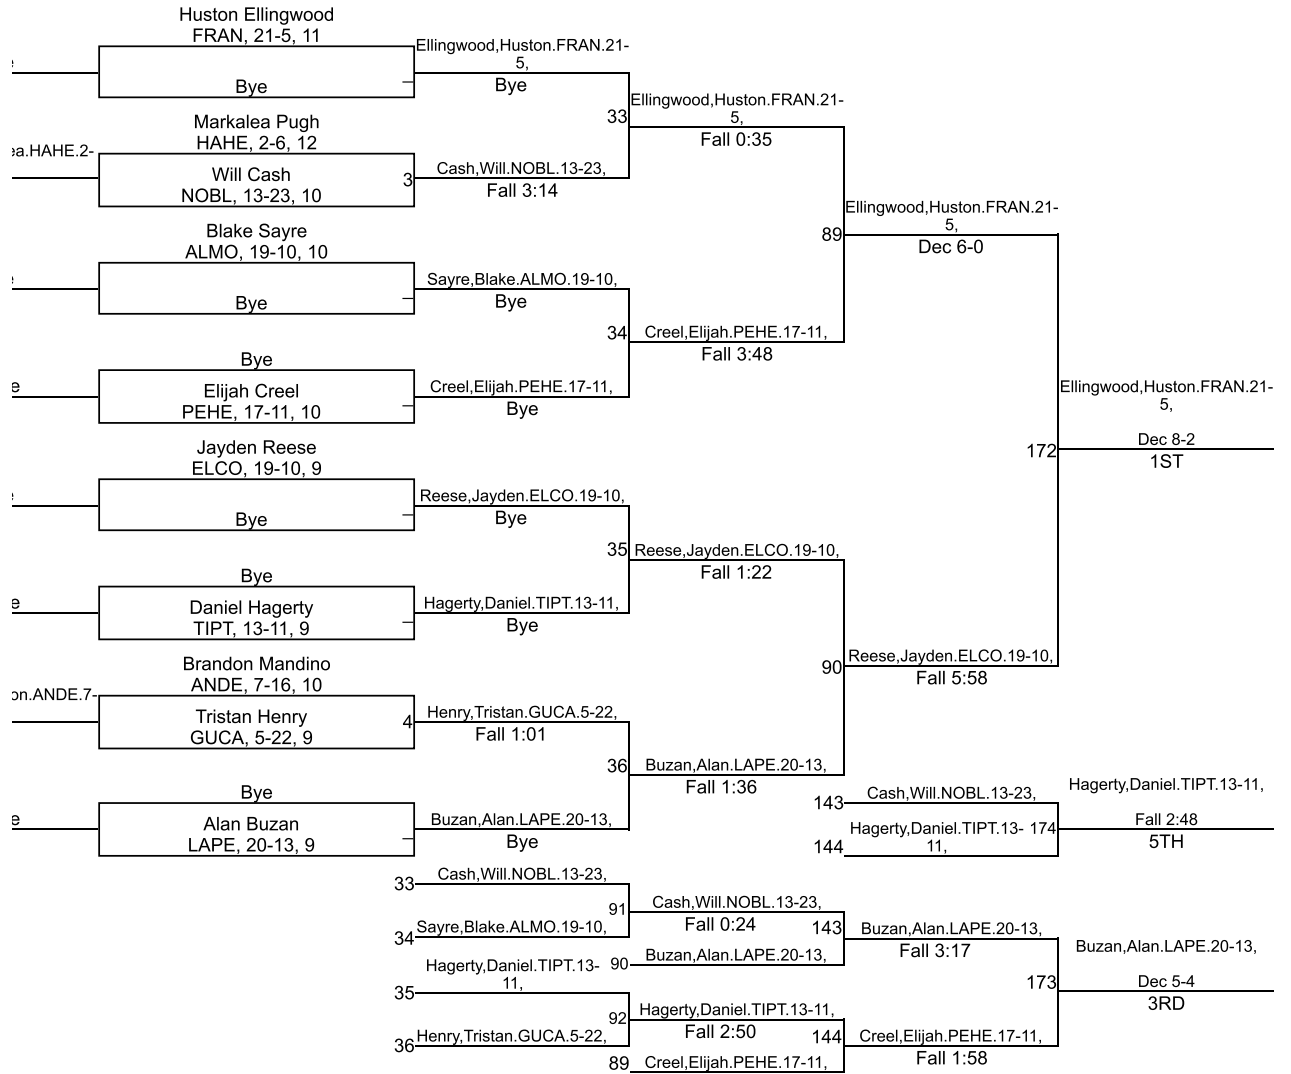 Huston Ellingwood
FRAN, 21-5, 11
Bye
Ellingwood,Huston.FRAN.21-
5,
Bye
Markalea Pugh
HAHE, 2-6, 12
ea.HAHE.2-
Will Cash
NOBL, 13-23, 10
3
Cash,Will.NOBL.13-23,
Fall 3:14
33
Ellingwood,Huston.FRAN.21-
5,
Fall 0:35
Blake Sayre
ALMO, 19-10, 10
Bye
Sayre,Blake.ALMO.19-10,
Bye
Bye
e
Elijah Creel
PEHE, 17-11, 10
Creel,Elijah.PEHE.17-11,
Bye
34
Creel,Elijah.PEHE.17-11,
Fall 3:48
89
Ellingwood,Huston.FRAN.21-
5,
Dec 6-0
Jayden Reese
ELCO, 19-10, 9
Bye
Reese,Jayden.ELCO.19-10,
Bye
Bye
e
Daniel Hagerty
TIPT, 13-11, 9
Hagerty,Daniel.TIPT.13-11,
Bye
35
Reese,Jayden.ELCO.19-10,
Fall 1:22
Brandon Mandino
ANDE, 7-16, 10
on.ANDE.7-
Tristan Henry
GUCA, 5-22, 9
4
Henry,Tristan.GUCA.5-22,
Fall 1:01
Bye
e
Alan Buzan
LAPE, 20-13, 9
Buzan,Alan.LAPE.20-13,
Bye
36
Buzan,Alan.LAPE.20-13,
Fall 1:36
90
Reese,Jayden.ELCO.19-10,
Fall 5:58
172
Ellingwood,Huston.FRAN.21-
5,
Dec 8-2
1ST
143
Cash,Will.NOBL.13-23,
144
Hagerty,Daniel.TIPT.13-
11,
174
Hagerty,Daniel.TIPT.13-11,
Fall 2:48
5TH
33
Cash,Will.NOBL.13-23,
34
Sayre,Blake.ALMO.19-10,
91
Cash,Will.NOBL.13-23,
Fall 0:24
90
Buzan,Alan.LAPE.20-13,
143
Buzan,Alan.LAPE.20-13,
Fall 3:17
35
Hagerty,Daniel.TIPT.13-
11,
36
Henry,Tristan.GUCA.5-22,
92
Hagerty,Daniel.TIPT.13-11,
Fall 2:50
89
Creel,Elijah.PEHE.17-11,
144
Creel,Elijah.PEHE.17-11,
Fall 1:58
173
Buzan,Alan.LAPE.20-13,
Dec 5-4
3RD